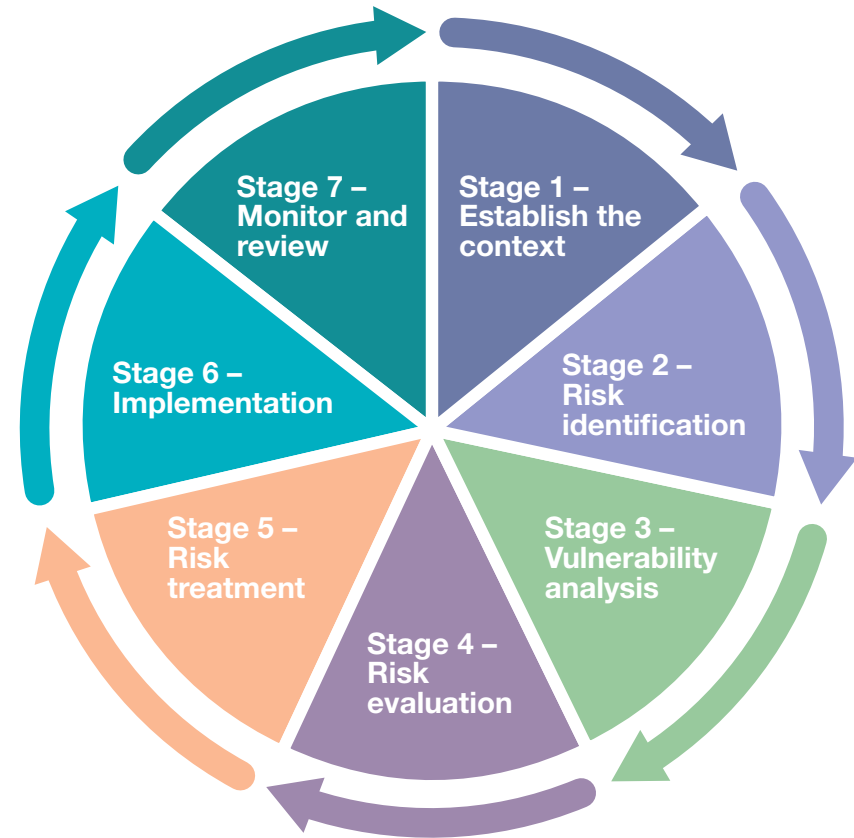 Stage 1 –
Establish the
context
Stage 2 –
Risk
identification
Stage 3 –
Vulnerability
analysis
Stage 4 –
Risk
evaluation
Stage 5 –
Risk
treatment
Stage 6 –
Implementation
Stage 7 –
Monitor and
review